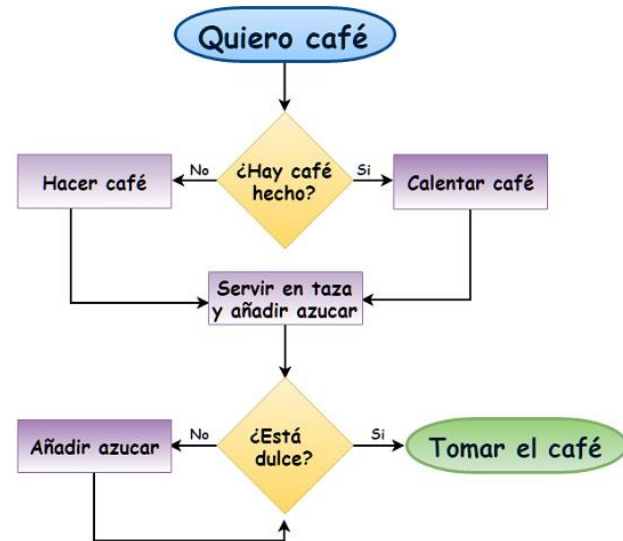 Quiero café
¿Hay café
hecho?
No
Si
Hacer café
Calentar café
Servir en taza
y añadir azucar
¿Está
dulce?
No
Si
Añadir azucar
Tomar el café